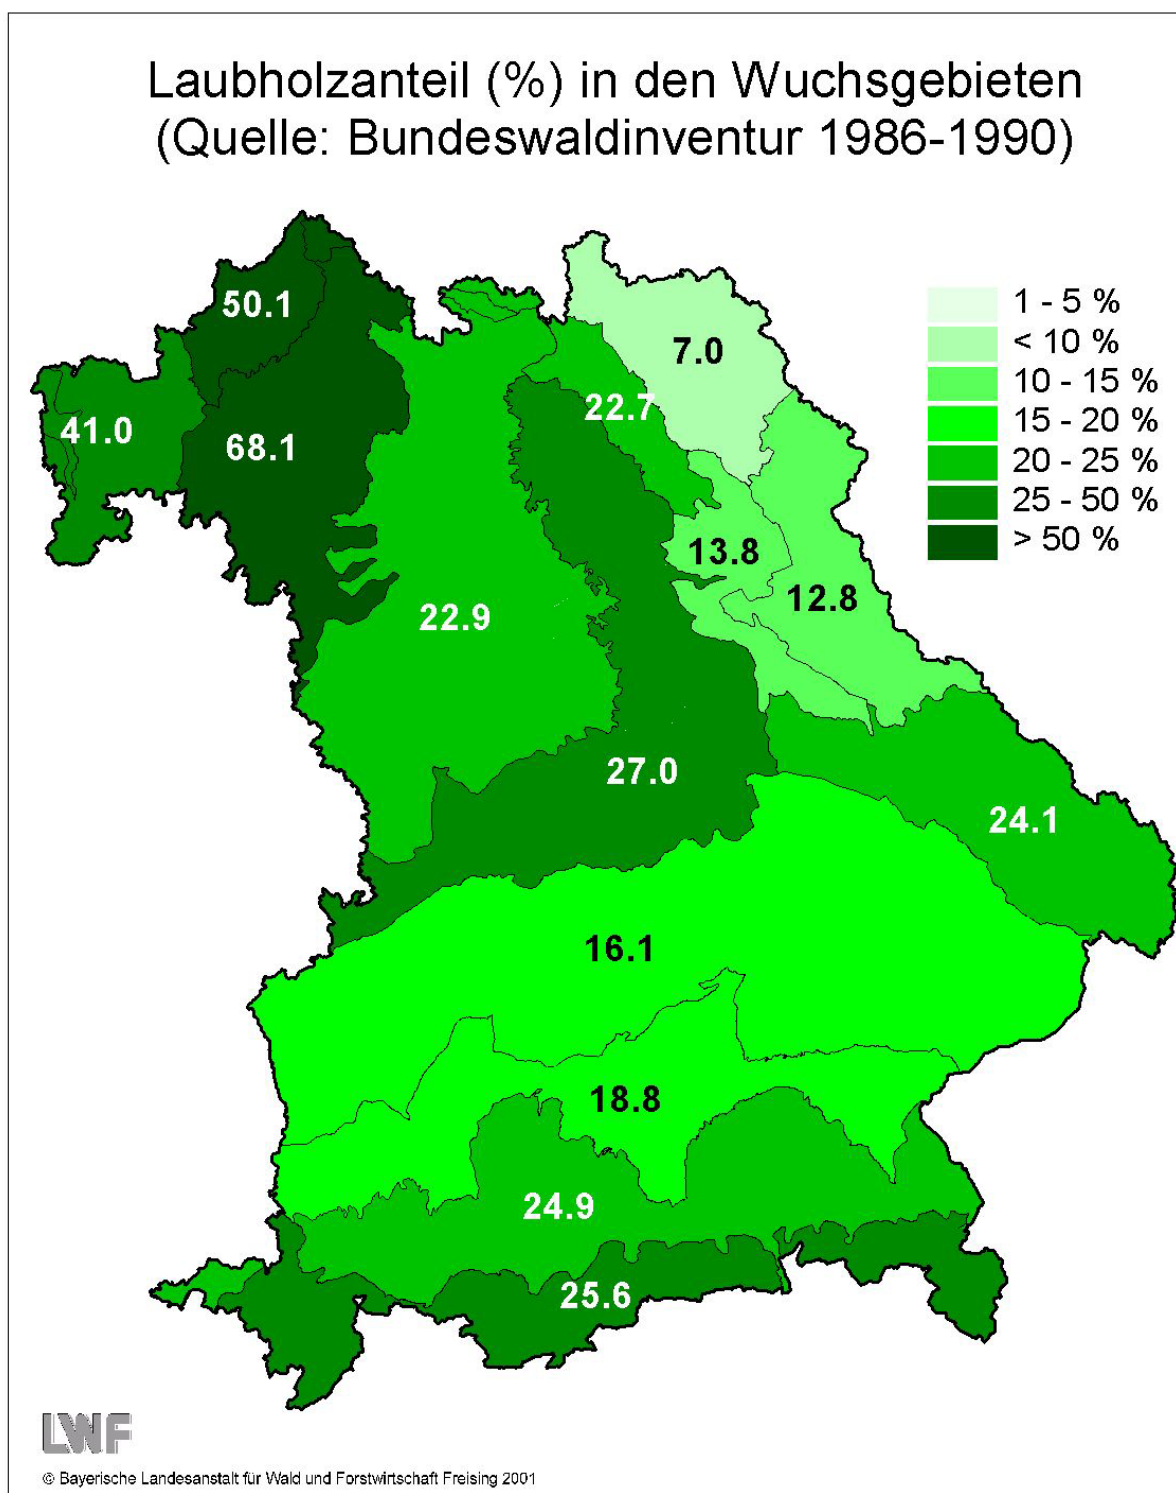 Laubholzanteil (%) in den Wuchsgebieten
(Quelle: Bundeswaldinventur 1986-1990)
50.1
7.0
1 - 5 %
< 10 %
10 - 15 %
15 - 20 %
20 - 25 %
25 - 50 %
> 50 %
41.0
68.1
22.7
13.8
12.8
22.9
27.0
24.1
16.1
18.8
24.9
25.6
LWF
© Bayerische Landesanstalt für Wald und Forstwirtschaft Freising 2001